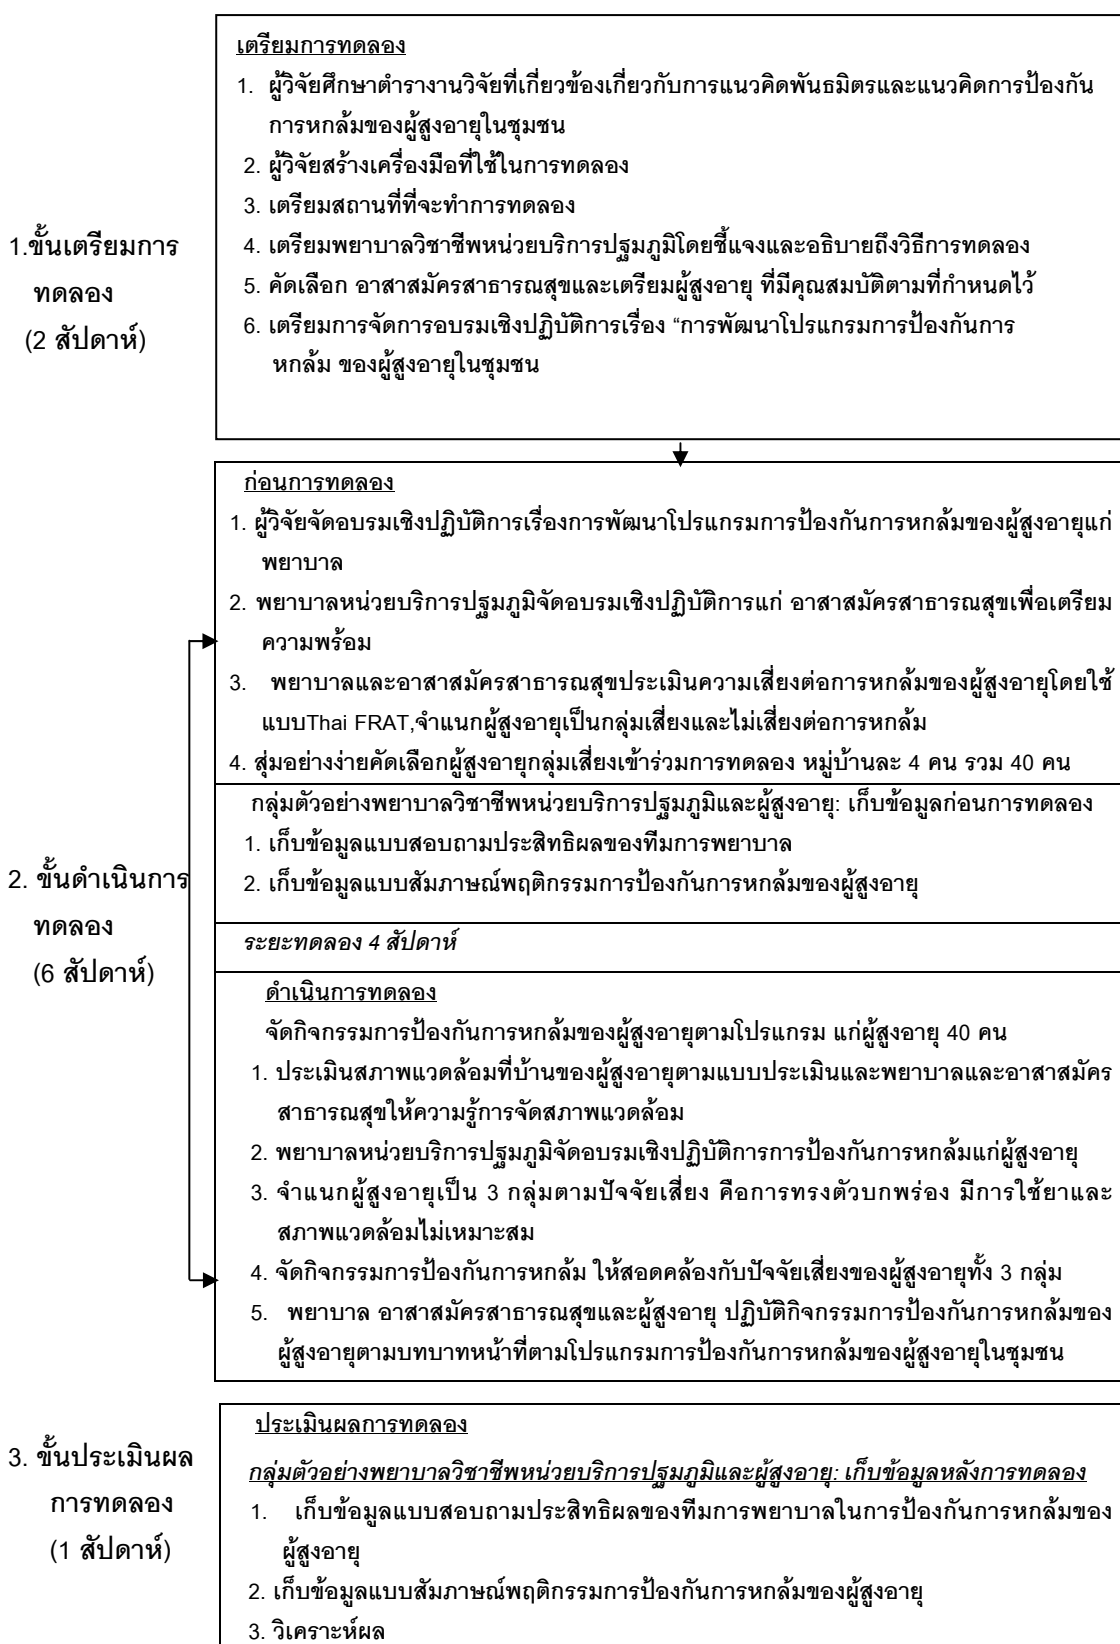 เตรียมการทดลอง
1. ผู้วิจัยศึกษาตำรางานวิจัยที่เกี่ยวข้องเกี่ยวกับการแนวคิดพันธมิตรและแนวคิดการป้องกัน
การหกล้มของผู้สูงอายุในชุมชน
2. ผู้วิจัยสร้างเครื่องมือที่ใช้ในการทดลอง
3. เตรียมสถานที่ที่จะทำการทดลอง
4. เตรียมพยาบาลวิชาชีพหน่วยบริการปฐมภูมิโดยชี้แจงและอธิบายถึงวิธีการทดลอง
5. คัดเลือก อาสาสมัครสาธารณสุขและเตรียมผู้สูงอายุ ที่มีคุณสมบัติตามที่กำหนดไว้
6. เตรียมการจัดการอบรมเชิงปฏิบัติการเรื่อง “การพัฒนาโปรแกรมการป้องกันการ
หกล้ม ของผู้สูงอายุในชุมชน
1.ขั้นเตรียมการ
ทดลอง
(2 สัปดาห์)
ก่อนการทดลอง
1. ผู้วิจัยจัดอบรมเชิงปฏิบัติการเรื่องการพัฒนาโปรแกรมการป้องกันการหกล้มของผู้สูงอายุแก่
พยาบาล
2. พยาบาลหน่วยบริการปฐมภูมิจัดอบรมเชิงปฏิบัติการแก่ อาสาสมัครสาธารณสุขเพื่อเตรียม
ความพร้อม
3. พยาบาลและอาสาสมัครสาธารณสุขประเมินความเสี่ยงต่อการหกล้มของผู้สูงอายุโดยใช้
แบบThai FRAT,จำแนกผู้สูงอายุเป็นกลุ่มเสี่ยงและไม่เสี่ยงต่อการหกล้ม
4. สุ่มอย่างง่ายคัดเลือกผู้สูงอายุกลุ่มเสี่ยงเข้าร่วมการทดลอง หมู่บ้านละ 4 คน รวม 40 คน
กลุ่มตัวอย่างพยาบาลวิชาชีพหน่วยบริการปฐมภูมิและผู้สูงอายุ: เก็บข้อมูลก่อนการทดลอง
1. เก็บข้อมูลแบบสอบถามประสิทธิผลของทีมการพยาบาล
2. เก็บข้อมูลแบบสัมภาษณ์พฤติกรรมการป้องกันการหกล้มของผู้สูงอายุ
2. ขั้นดำเนินการ
ทดลอง
(6 สัปดาห์)
ระยะทดลอง 4 สัปดาห์
ดำเนินการทดลอง
จัดกิจกรรมการป้องกันการหกล้มของผู้สูงอายุตามโปรแกรม แก่ผู้สูงอายุ 40 คน
1. ประเมินสภาพแวดล้อมที่บ้านของผู้สูงอายุตามแบบประเมินและพยาบาลและอาสาสมัคร
สาธารณสุขให้ความรู้การจัดสภาพแวดล้อม
2. พยาบาลหน่วยบริการปฐมภูมิจัดอบรมเชิงปฏิบัติการการป้องกันการหกล้มแก่ผู้สูงอายุ
3. จำแนกผู้สูงอายุเป็น 3 กลุ่มตามปัจจัยเสี่ยง คือการทรงตัวบกพร่อง มีการใช้ยาและ
สภาพแวดล้อมไม่เหมาะสม
4. จัดกิจกรรมการป้องกันการหกล้ม ให้สอดคล้องกับปัจจัยเสี่ยงของผู้สูงอายุทั้ง 3 กลุ่ม
5. พยาบาล อาสาสมัครสาธารณสุขและผู้สูงอายุ ปฏิบัติกิจกรรมการป้องกันการหกล้มของ
ผู้สูงอายุตามบทบาทหน้าที่ตามโปรแกรมการป้องกันการหกล้มของผู้สูงอายุในชุมชน
3. ขั้นประเมินผล
การทดลอง
(1 สัปดาห์)
ประเมินผลการทดลอง
กลุ่มตัวอย่างพยาบาลวิชาชีพหน่วยบริการปฐมภูมิและผู้สูงอายุ: เก็บข้อมูลหลังการทดลอง
1. เก็บข้อมูลแบบสอบถามประสิทธิผลของทีมการพยาบาลในการป้องกันการหกล้มของ
ผู้สูงอายุ
2. เก็บข้อมูลแบบสัมภาษณ์พฤติกรรมการป้องกันการหกล้มของผู้สูงอายุ
3. วิเคราะห์ผล